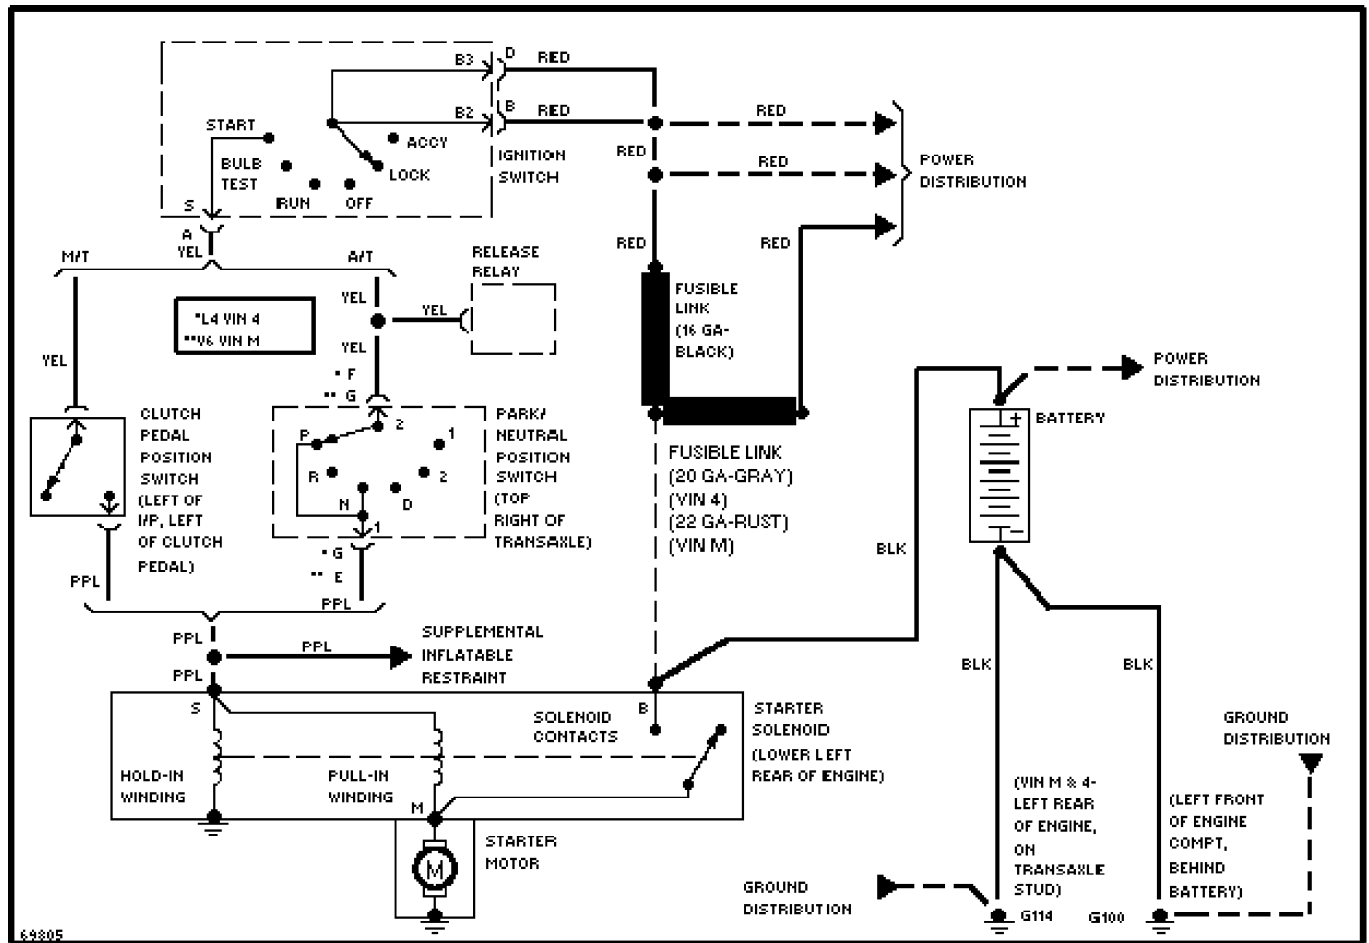 B3
D
RED
B2
B
RED
START
ACCY
BULB
TEST
LOCK
RUN
OFF
S
A
YEL
IGNITION
SWITCH
RED
RED
RED
RED
RED
POWER
DISTRIBUTION
M/T
A/T
YEL
YEL
YEL
YEL
RELEASE
RELAY
*L4 VIN 4
**V6 VIN M
FUSIBLE
LINK
(16 GA-
BLACK)
* F
** G
CLUTCH
PEDAL
POSITION
SWITCH
(LEFT OF
I/P, LEFT
OF CLUTCH
PEDAL)
P
R
N
D
2
1
2
1
PARK/
NEUTRAL
POSITION
SWITCH
(TOP
RIGHT OF
TRANSAXLE)
FUSIBLE LINK
(20 GA-GRAY)
(VIN 4)
(22 GA-RUST)
(VIN M)
POWER
DISTRIBUTION
+
BATTERY
-
BLK
* G
** E
PPL
PPL
PPL
PPL
PPL
SUPPLEMENTAL
INFLATABLE
RESTRAINT
BLK
BLK
S
B
SOLENOID
CONTACTS
STARTER
SOLENOID
(LOWER LEFT
REAR OF ENGINE)
HOLD-IN
WINDING
PULL-IN
WINDING
M
STARTER
MOTOR
M
(VIN M & 4-
LEFT REAR
OF ENGINE,
ON
TRANSAXLE
STUD)
(LEFT FRONT
OF ENGINE
COMPT,
BEHIND
BATTERY)
GROUND
DISTRIBUTION
GROUND
DISTRIBUTION
G114
G100
69805